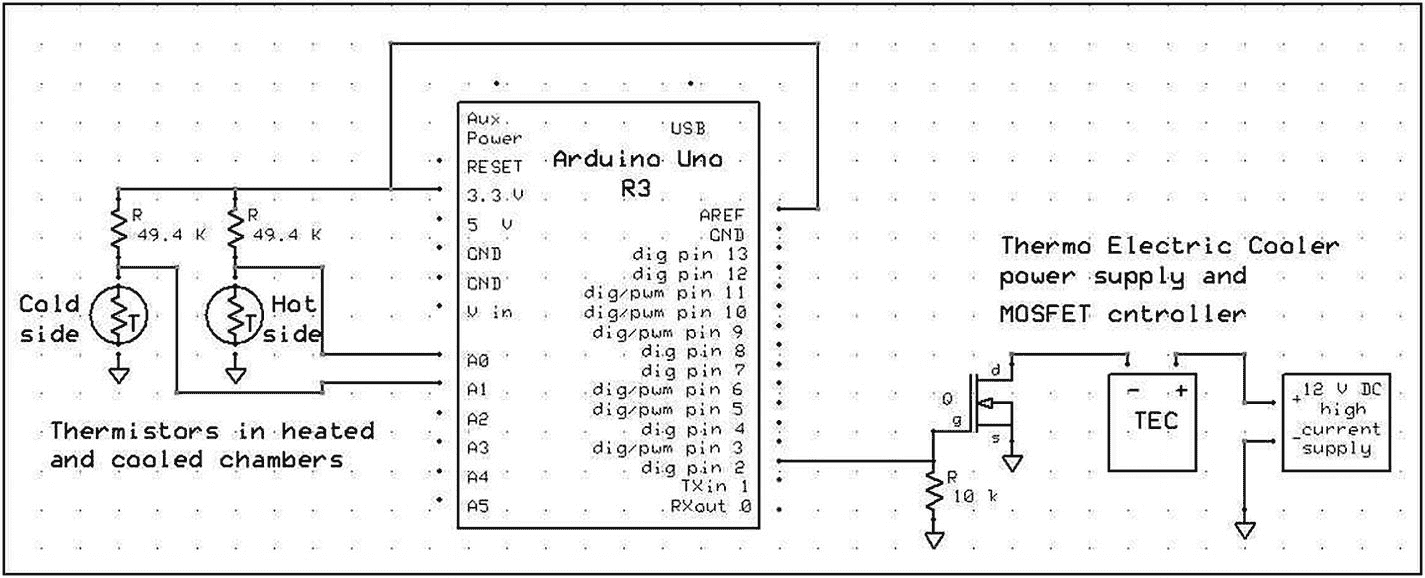 Aux.
Power
USB
RESET
Arduino Uno
R3
3.3 V
5 V
GND
GND
V in
A0
A1
A2
A3
A4
A5
AREF
GND
dig pin 13
dig pin 12
dig/pwm pin 11
dig/pwm pin 10
dig/pwm pin 9
dig pin 8
dig pin 7
dig/pwm pin 6
dig/pwm pin 5
dig pin 4
dig/pwm pin 3
dig pin 2
TXin 1
RXout 0
R
49.4 K
R
49.4 K
Cold
side
T
Hot
side
T
Thermistors in heated
and cooled chambers
Thermo Electric Cooler
power supply and
MOSFET cntroller
Q
d
g
s
R
10 k
- +
TEC
+ 12 V DC
high
- current
supply